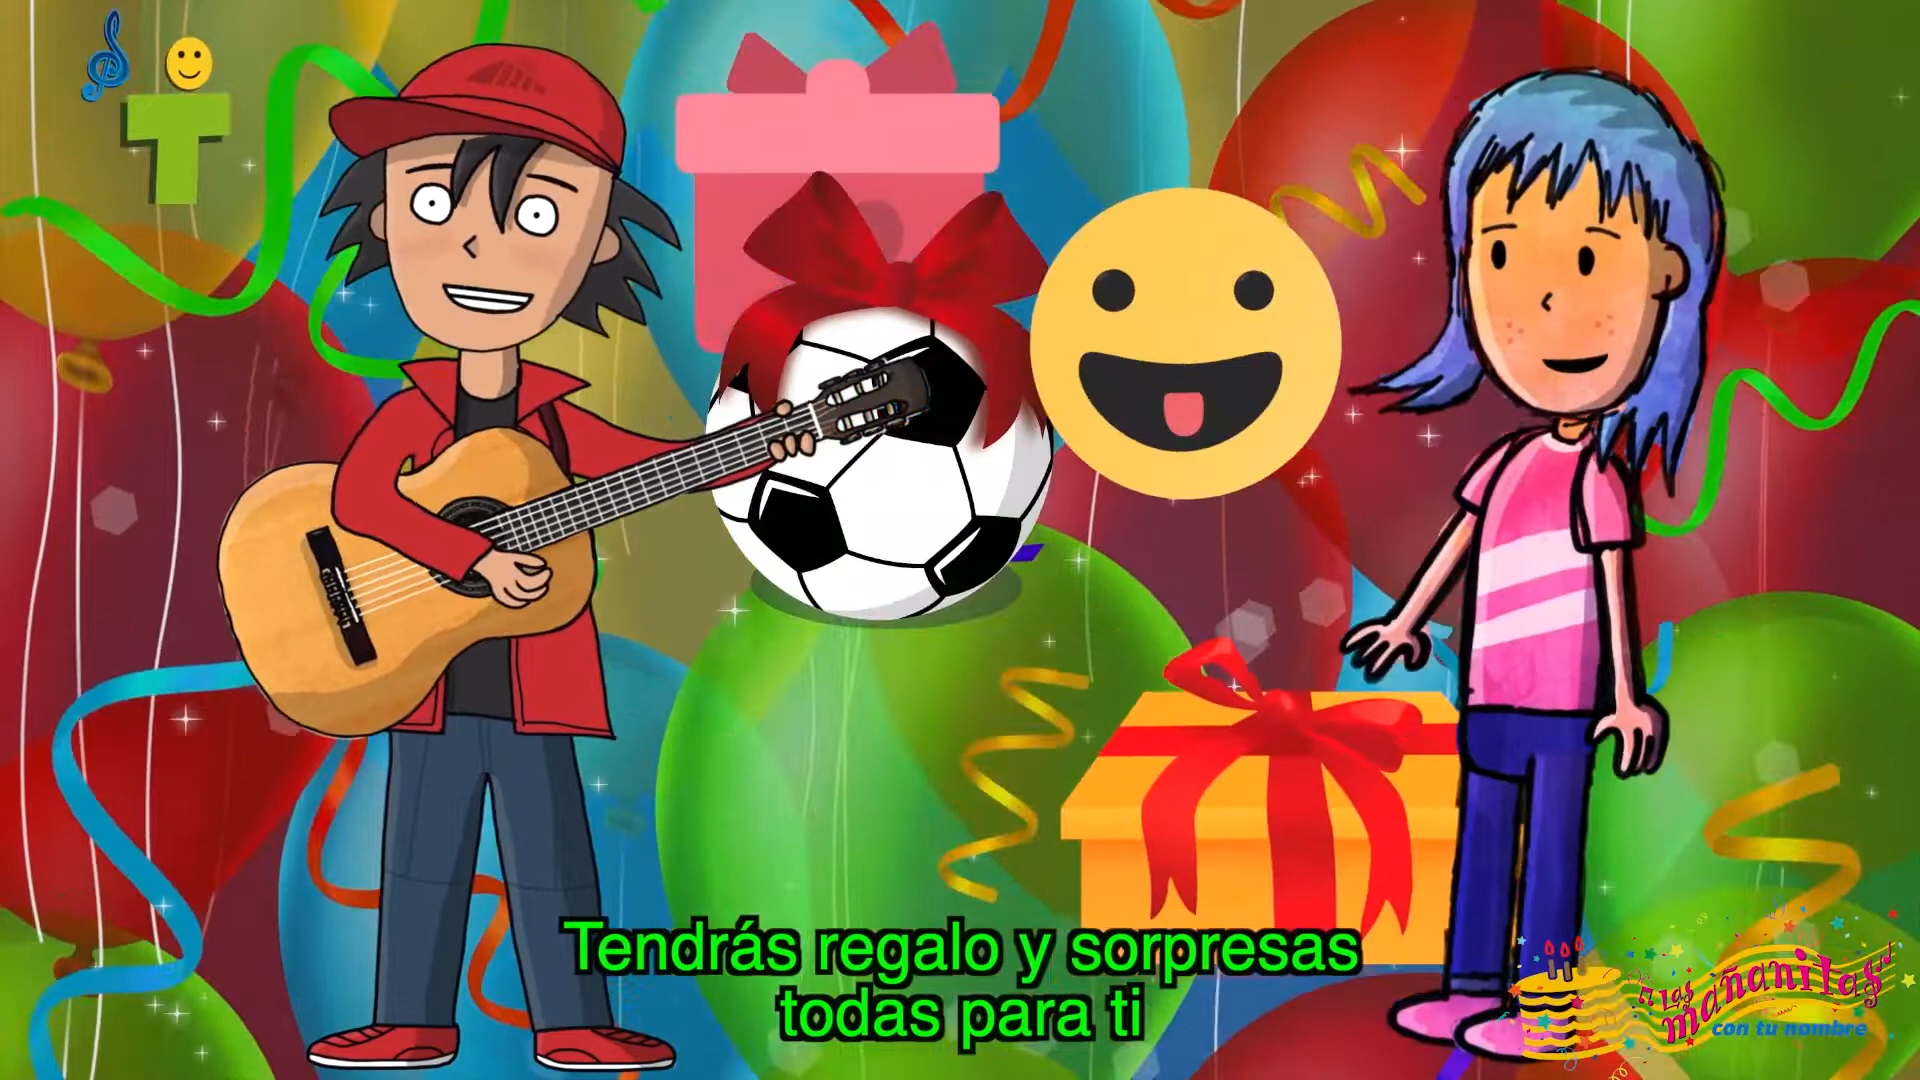 T
Tendrás regalo y sorpresas
todas para ti
Las
mañanitas
con tu nombre